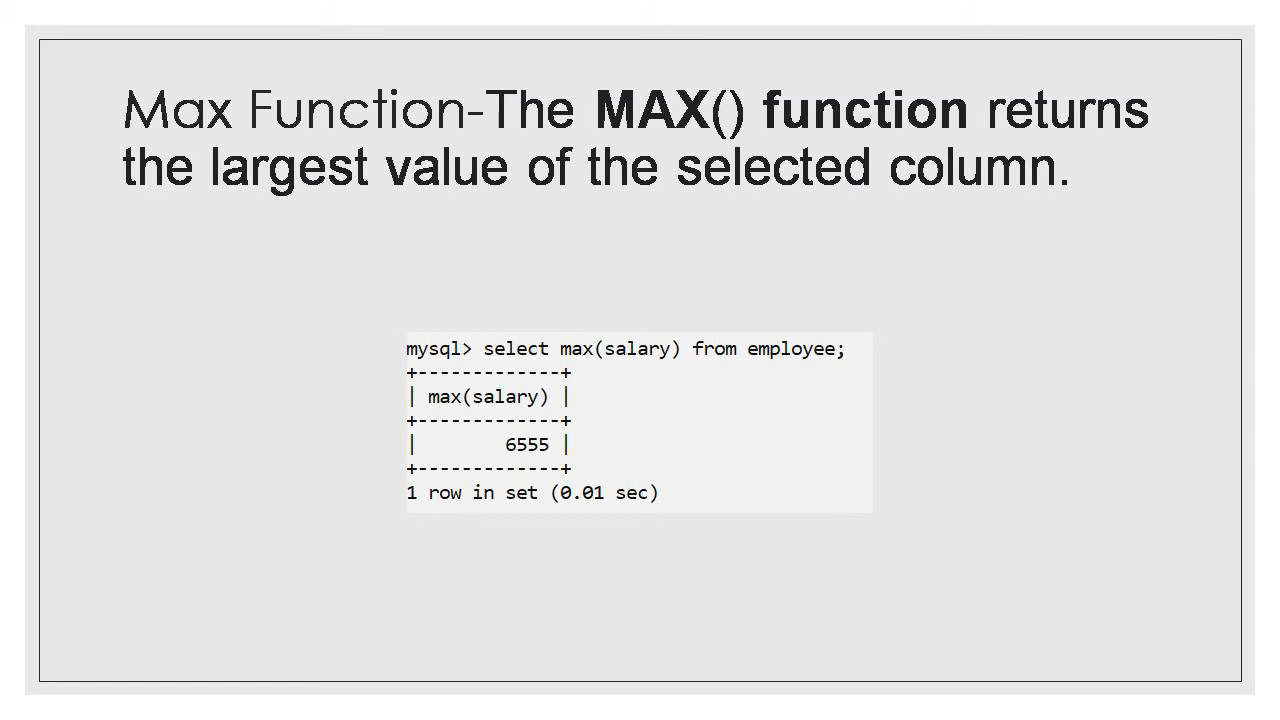 Max Function-The MAX() function returns
the largest value of the selected column.
mysql> select max(salary) from employee;
+-------------+
| max(salary) |
+-------------+
|        6555 |
+-------------+
1 row in set (0.01 sec)